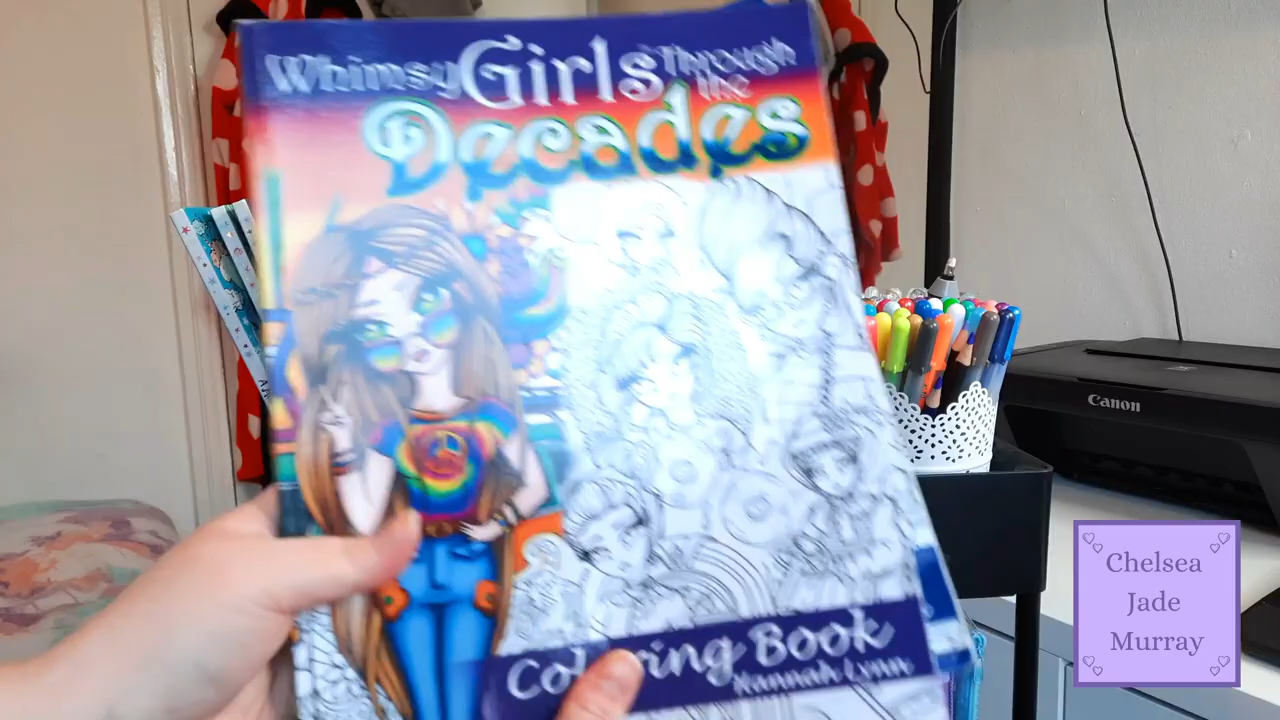 Whimsy Girls Through
the
Decades
Coloring Book
Hannah Lynn
Canon
Chelsea
Jade
Murray